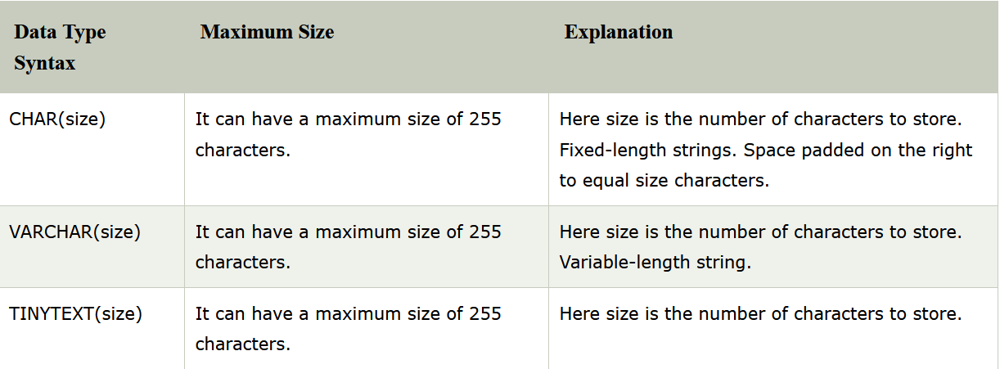 Data Type Syntax
Maximum Size
Explanation
CHAR(size)
It can have a maximum size of 255
characters.
Here size is the number of characters to store.
Fixed-length strings. Space padded on the right
to equal size characters.
VARCHAR(size)
It can have a maximum size of 255
characters.
Here size is the number of characters to store.
Variable-length string.
TINYTEXT(size)
It can have a maximum size of 255
characters.
Here size is the number of characters to store.